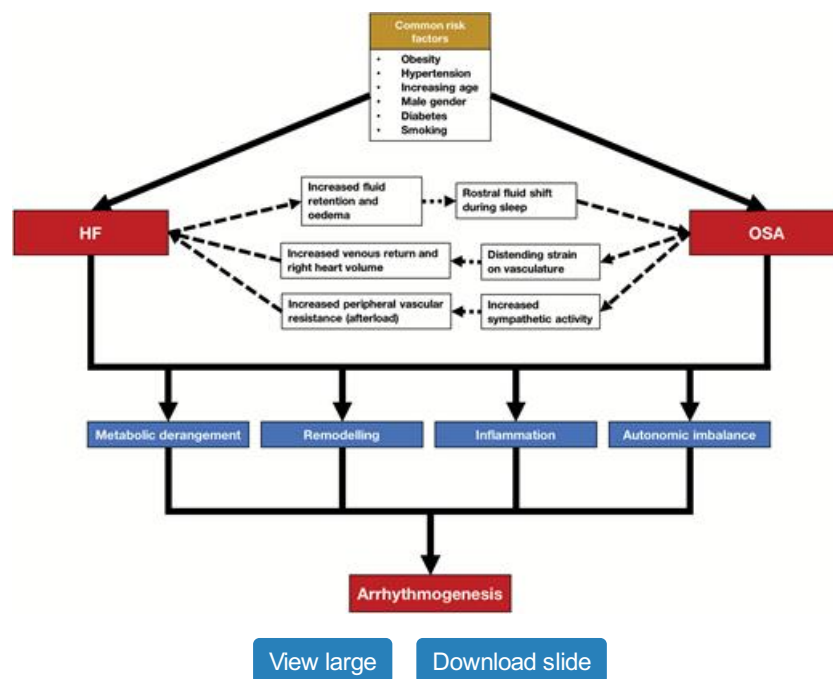 Common risk
factors
• Obesity
• Hypertension
• Increasing age
• Male gender
• Diabetes
• Smoking
Increased fluid
retention and
oedema
Rostral fluid shift
during sleep
HF
OSA
Increased venous return and
right heart volume
Distending strain
on vasculature
Increased peripheral vascular
resistance (afterload)
Increased
sympathetic activity
Metabolic derangement
Remodelling
Inflammation
Autonomic imbalance
Arrhythmogenesis
View large
Download slide